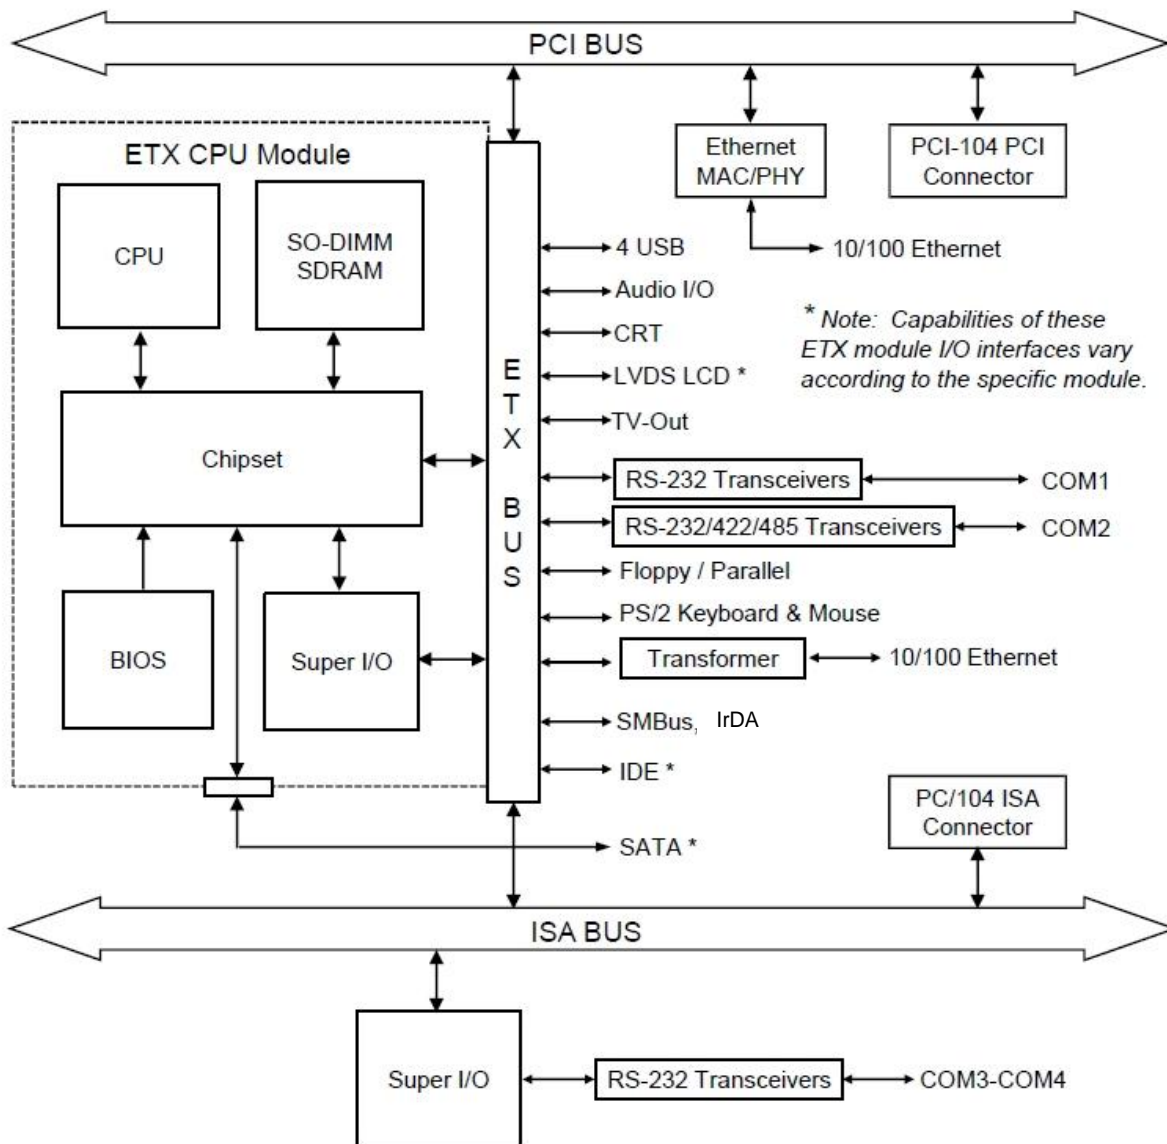 PCI BUS
ETX CPU Module
CPU
SO-DIMM
SDRAM
Chipset
BIOS
Super I/O
ETX BUS
Ethernet
MAC/PHY
PCI-104 PCI
Connector
10/100 Ethernet
* Note: Capabilities of these
ETX module I/O interfaces vary
according to the specific module.
4 USB
Audio I/O
CRT
LVDS LCD *
TV-Out
RS-232 Transceivers
COM1
RS-232/422/485 Transceivers
COM2
Floppy / Parallel
PS/2 Keyboard & Mouse
Transformer
10/100 Ethernet
SMBus, IrDA
IDE *
SATA *
PC/104 ISA
Connector
ISA BUS
Super I/O
RS-232 Transceivers
COM3-COM4